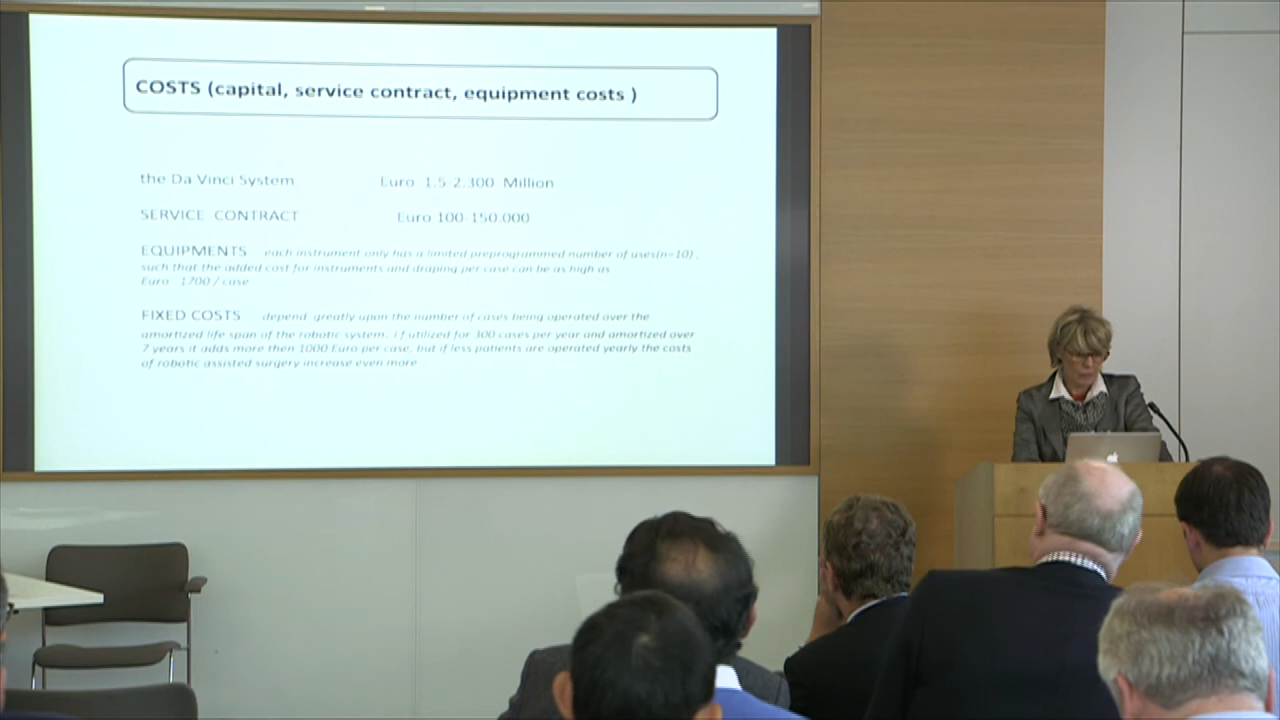 COSTS (capital, service contract, equipment costs )
the Da Vinci System Euro 1.5-2.300 Million
SERVICE CONTRACT Euro 100-150.000
EQUIPMENTS each instrument only has a limited preprogrammed number of uses(n=10) ,
such that the added cost for instruments and draping per case can be as high as
Euro 1700 / case
FIXED COSTS depend greatly upon the number of cases being operated over the
amortized life span of the robotic system. If utilized for 300 cases per year and amortized over
7 years it adds more then 1000 Euro per case, but if less patients are operated yearly the costs
of robotic assisted surgery increase even more